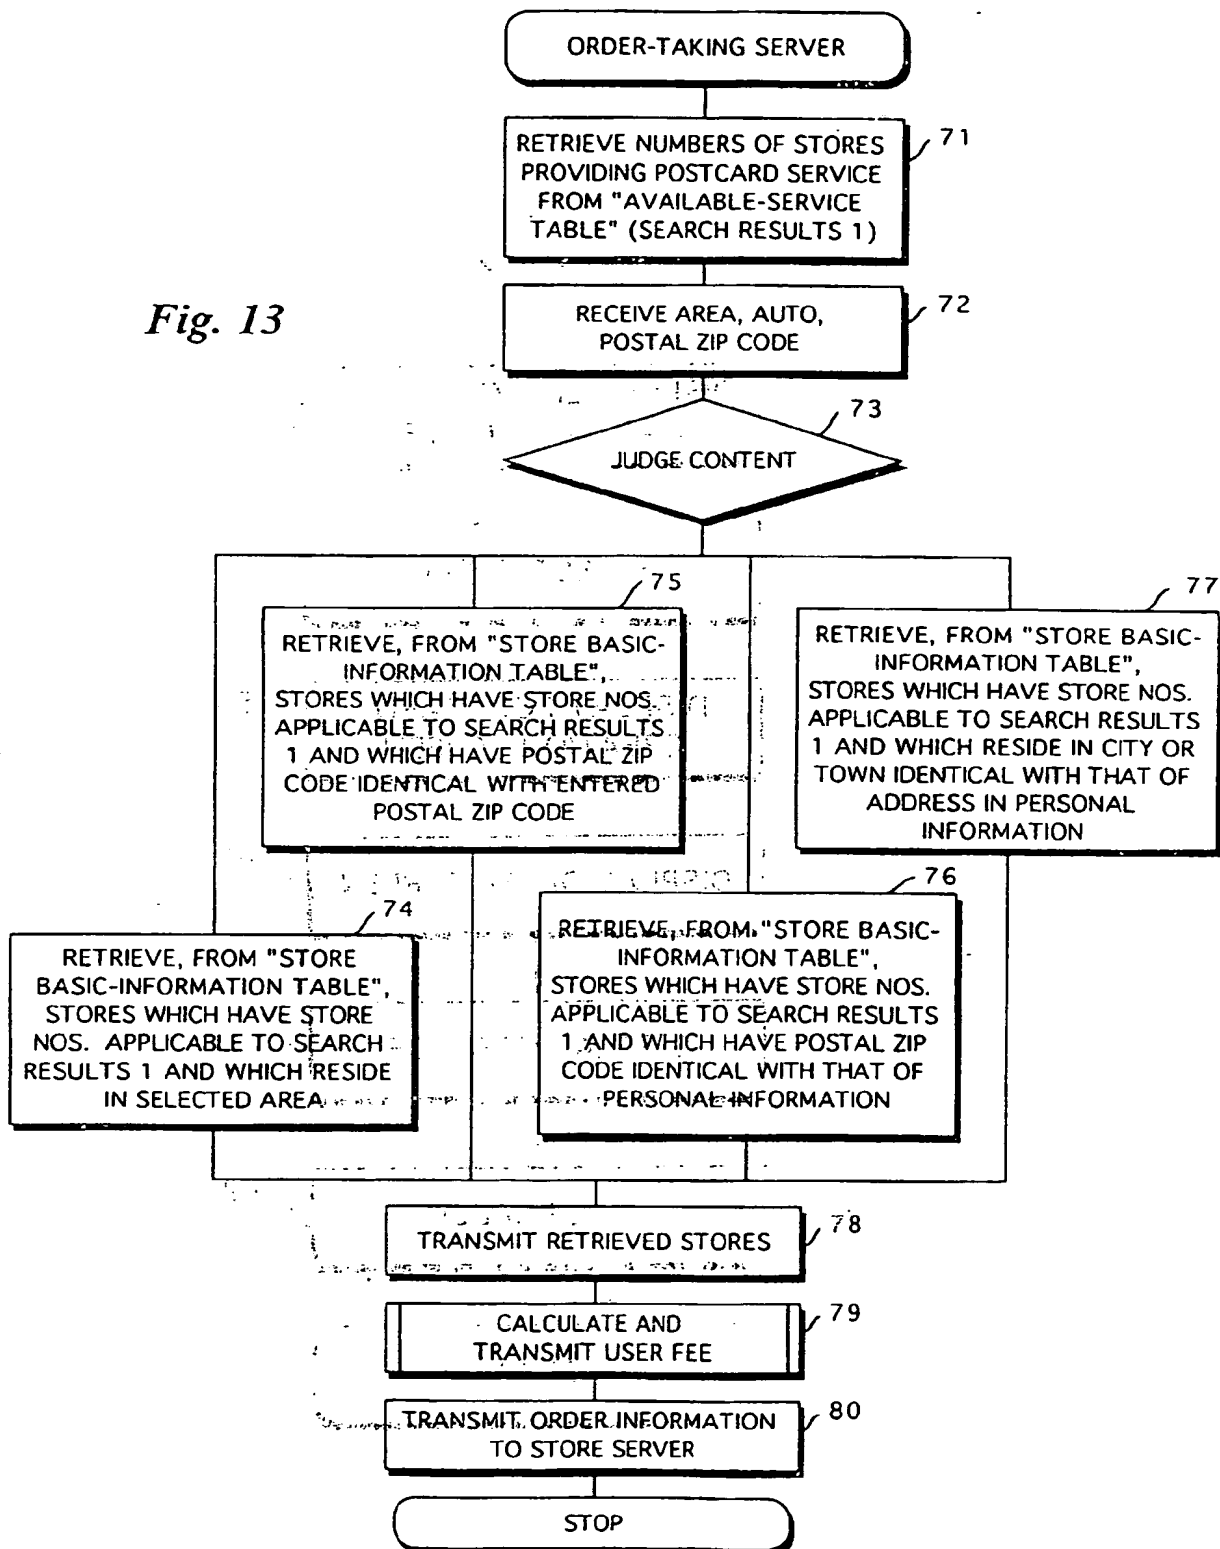 ORDER-TAKING SERVER
71
RETRIEVE NUMBERS OF STORES
PROVIDING POSTCARD SERVICE
FROM "AVAILABLE-SERVICE
TABLE" (SEARCH RESULTS 1)
Fig. 13
72
RECEIVE AREA, AUTO,
POSTAL ZIP CODE
73
JUDGE CONTENT
75
RETRIEVE, FROM "STORE BASIC-
INFORMATION TABLE",
STORES WHICH HAVE STORE NOS.
APPLICABLE TO SEARCH RESULTS
1 AND WHICH HAVE POSTAL ZIP
CODE IDENTICAL WITH ENTERED
POSTAL ZIP CODE
77
RETRIEVE, FROM "STORE BASIC-
INFORMATION TABLE",
STORES WHICH HAVE STORE NOS.
APPLICABLE TO SEARCH RESULTS
1 AND WHICH RESIDE IN CITY OR
TOWN IDENTICAL WITH THAT OF
ADDRESS IN PERSONAL
INFORMATION
74
RETRIEVE, FROM "STORE
BASIC-INFORMATION TABLE",
STORES WHICH HAVE STORE
NOS. APPLICABLE TO SEARCH
RESULTS 1 AND WHICH RESIDE
IN SELECTED AREA
76
RETRIEVE, FROM "STORE BASIC-
INFORMATION TABLE",
STORES WHICH HAVE STORE NOS.
APPLICABLE TO SEARCH RESULTS
1 AND WHICH HAVE POSTAL ZIP
CODE IDENTICAL WITH THAT OF
PERSONAL INFORMATION
78
TRANSMIT RETRIEVED STORES
79
CALCULATE AND
TRANSMIT USER FEE
80
TRANSMIT ORDER INFORMATION
TO STORE SERVER
STOP